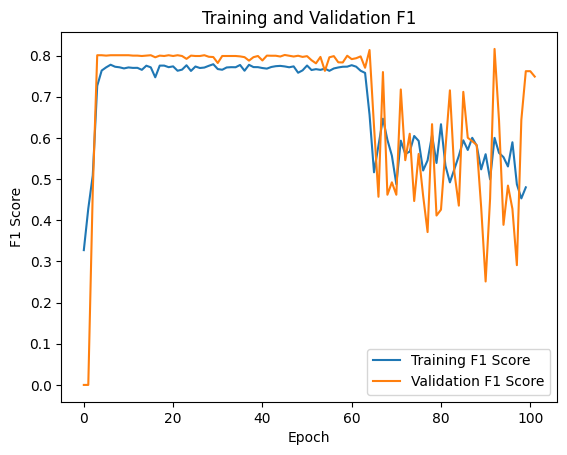 Training and Validation F1
F1 Score
0.8
0.7
0.6
0.5
0.4
0.3
0.2
0.1
0.0
0 20 40 60 80 100
Epoch
Training F1 Score
Validation F1 Score